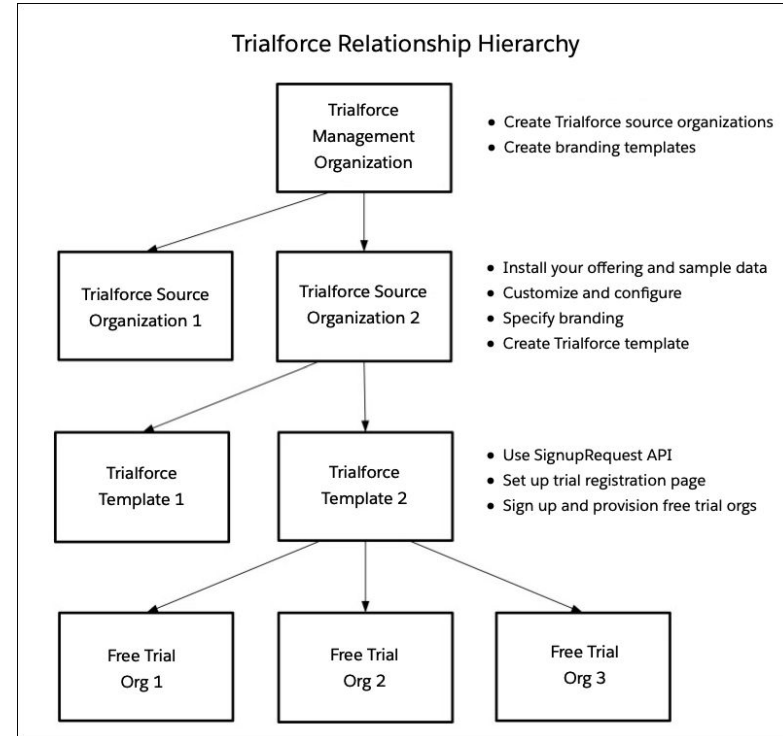 Trialforce Relationship Hierarchy
Trialforce
Management
Organization
• Create Trialforce source organizations
• Create branding templates
Trialforce Source
Organization 1
Trialforce Source
Organization 2
• Install your offering and sample data
• Customize and configure
• Specify branding
• Create Trialforce template
Trialforce
Template 1
Trialforce
Template 2
• Use SignupRequest API
• Set up trial registration page
• Sign up and provision free trial orgs
Free Trial
Org 1
Free Trial
Org 2
Free Trial
Org 3